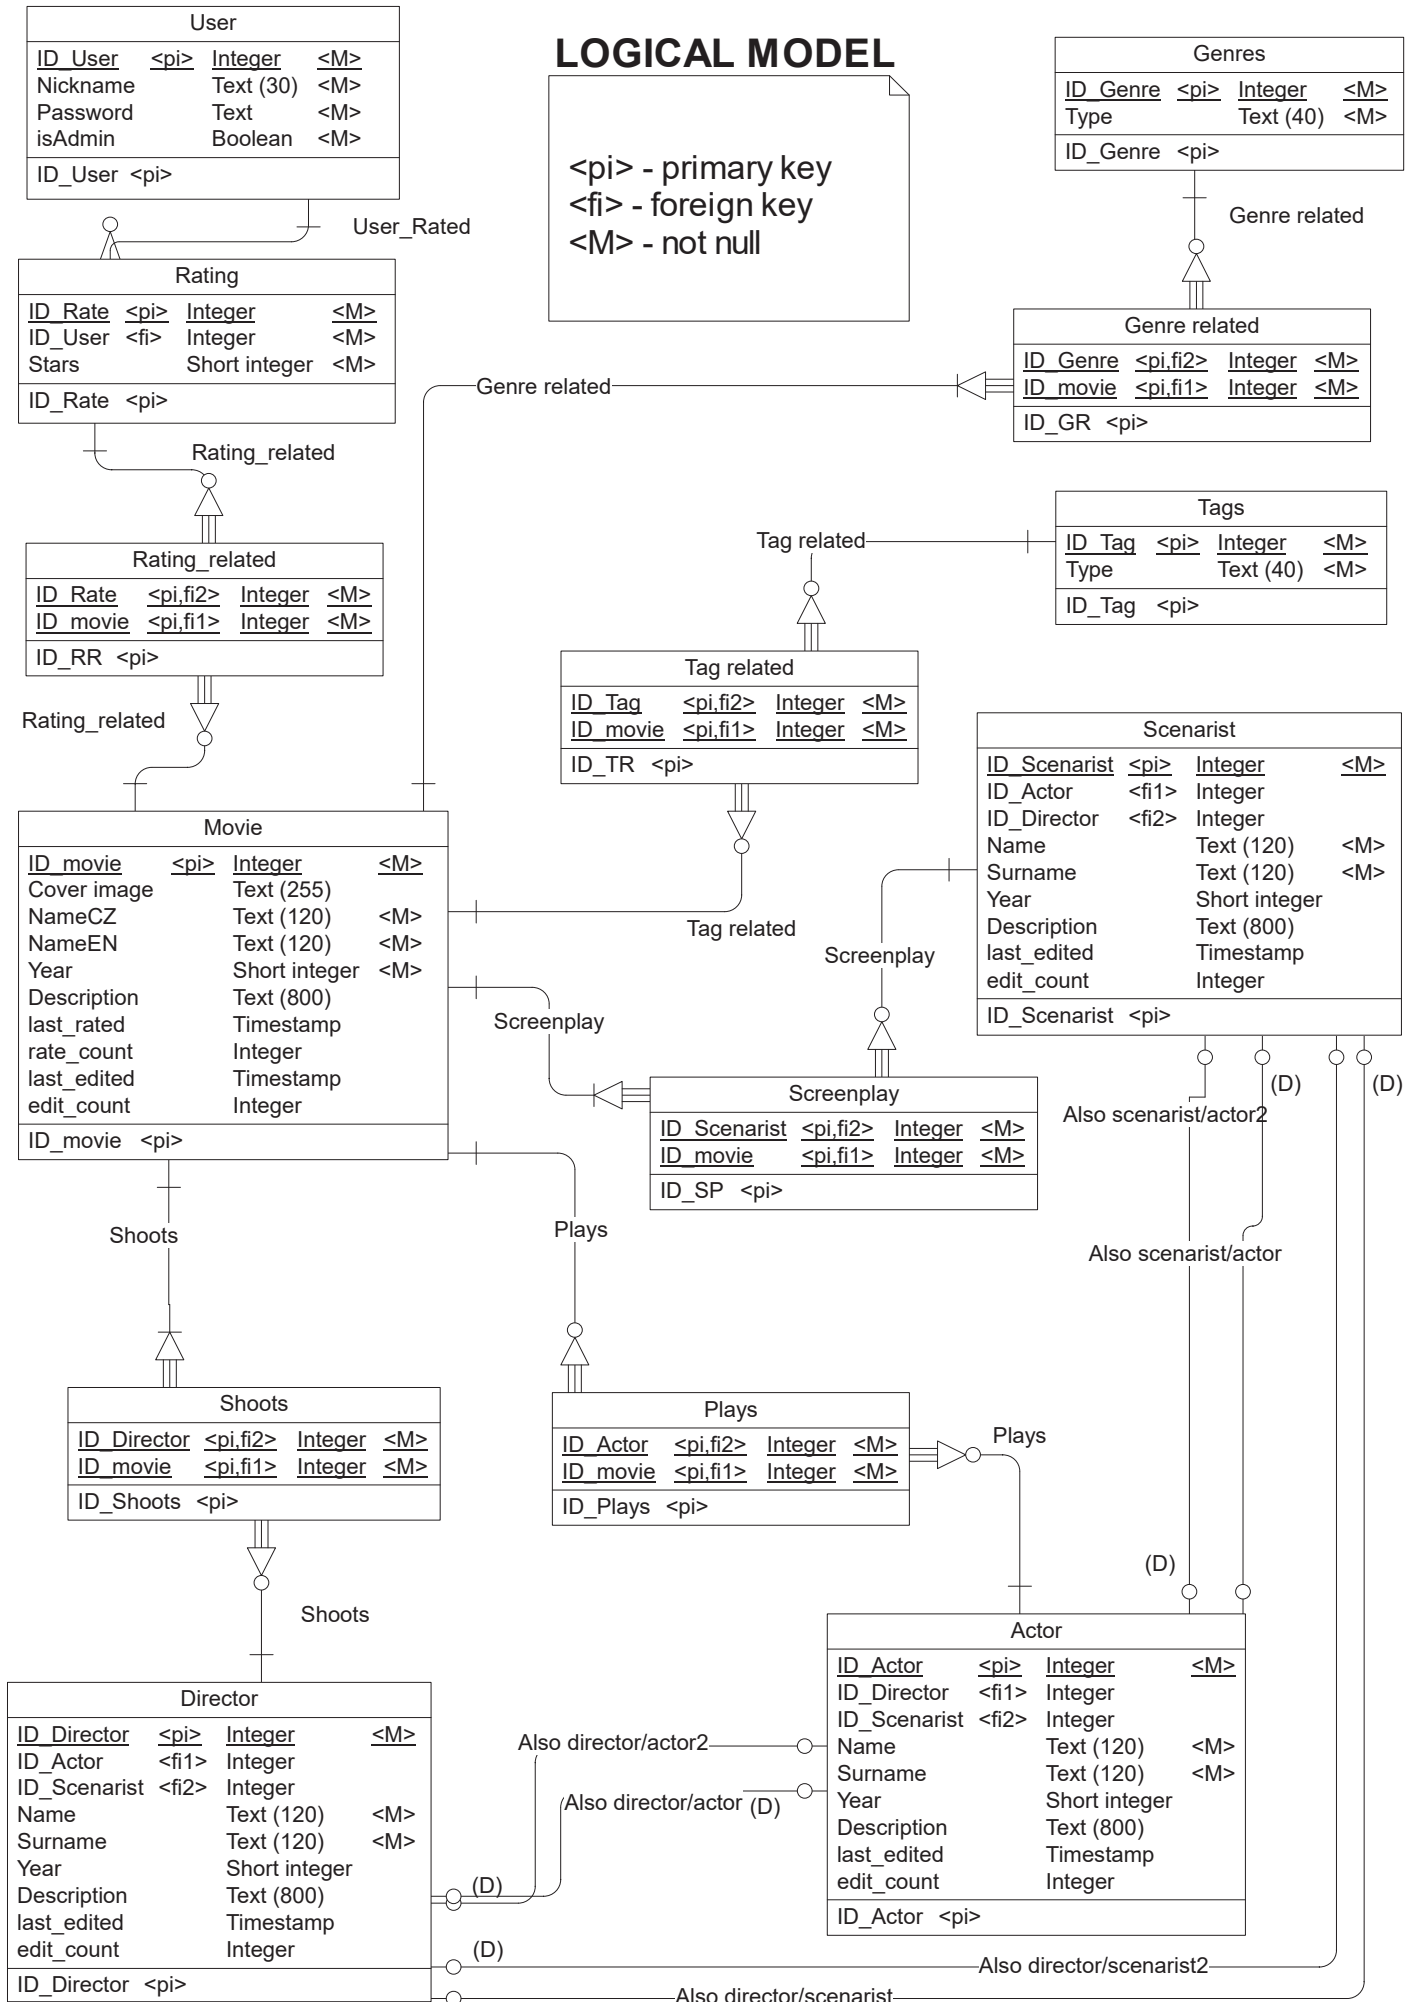 LOGICAL MODEL
<pi> - primary key
<fi> - foreign key
<M> - not null
User
ID_User <pi> Integer <M>
Nickname Text (30) <M>
Password Text <M>
isAdmin Boolean <M>
ID_User <pi>
User_Rated
Rating
ID_Rate <pi> Integer <M>
ID_User <fi> Integer <M>
Stars Short integer <M>
ID_Rate <pi>
Rating_related
Rating_related
ID_Rate <pi,fi2> Integer <M>
ID_movie <pi,fi1> Integer <M>
ID_RR <pi>
Rating_related
Genres
ID_Genre <pi> Integer <M>
Type Text (40) <M>
ID_Genre <pi>
Genre related
Genre related
ID_Genre <pi,fi2> Integer <M>
ID_movie <pi,fi1> Integer <M>
ID_GR <pi>
Genre related
Tags
ID_Tag <pi> Integer <M>
Type Text (40) <M>
ID_Tag <pi>
Tag related
Tag related
ID_Tag <pi,fi2> Integer <M>
ID_movie <pi,fi1> Integer <M>
ID_TR <pi>
Tag related
Movie
ID_movie <pi> Integer <M>
Cover image Text (255)
NameCZ Text (120) <M>
NameEN Text (120) <M>
Year Short integer <M>
Description Text (800)
last_rated Timestamp
rate_count Integer
last_edited Timestamp
edit_count Integer
ID_movie <pi>
Scenarist
ID_Scenarist <pi> Integer <M>
ID_Actor <fi1> Integer
ID_Director <fi2> Integer
Name Text (120) <M>
Surname Text (120) <M>
Year Short integer
Description Text (800)
last_edited Timestamp
edit_count Integer
ID_Scenarist <pi>
Screenplay
Screenplay
Screenplay
ID_Scenarist <pi,fi2> Integer <M>
ID_movie <pi,fi1> Integer <M>
ID_SP <pi>
(D)
(D)
Also scenarist/actor2
Also scenarist/actor
(D)
Shoots
Shoots
ID_Director <pi,fi2> Integer <M>
ID_movie <pi,fi1> Integer <M>
ID_Shoots <pi>
Shoots
Plays
Plays
ID_Actor <pi,fi2> Integer <M>
ID_movie <pi,fi1> Integer <M>
ID_Plays <pi>
Plays
Director
ID_Director <pi> Integer <M>
ID_Actor <fi1> Integer
ID_Scenarist <fi2> Integer
Name Text (120) <M>
Surname Text (120) <M>
Year Short integer
Description Text (800)
last_edited Timestamp
edit_count Integer
ID_Director <pi>
Actor
ID_Actor <pi> Integer <M>
ID_Director <fi1> Integer
ID_Scenarist <fi2> Integer
Name Text (120) <M>
Surname Text (120) <M>
Year Short integer
Description Text (800)
last_edited Timestamp
edit_count Integer
ID_Actor <pi>
Also director/actor2
Also director/actor (D)
(D)
(D)
Also director/scenarist2
Also director/scenarist